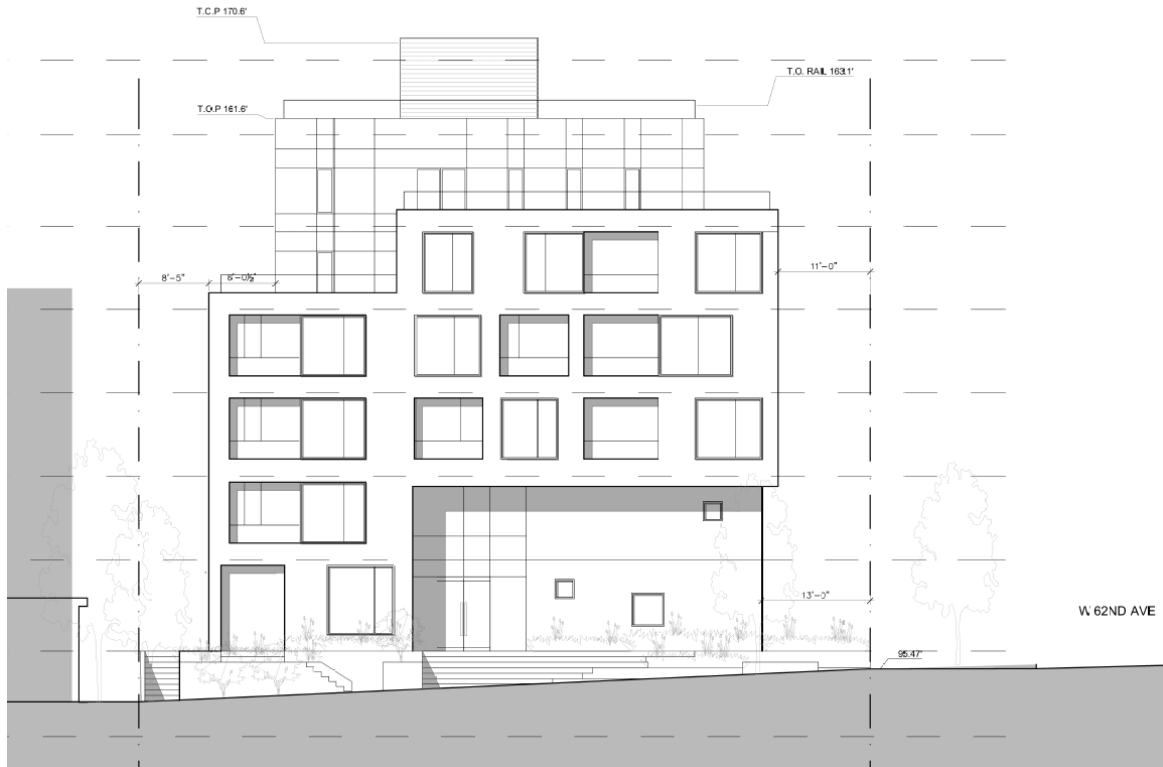 T.C.P 170.6'
T.O. RAIL 163.1'
T.O.P 161.6'
8'-5"
6'-0½"
11'-0"
13'-0"
W 62ND AVE
95.47'